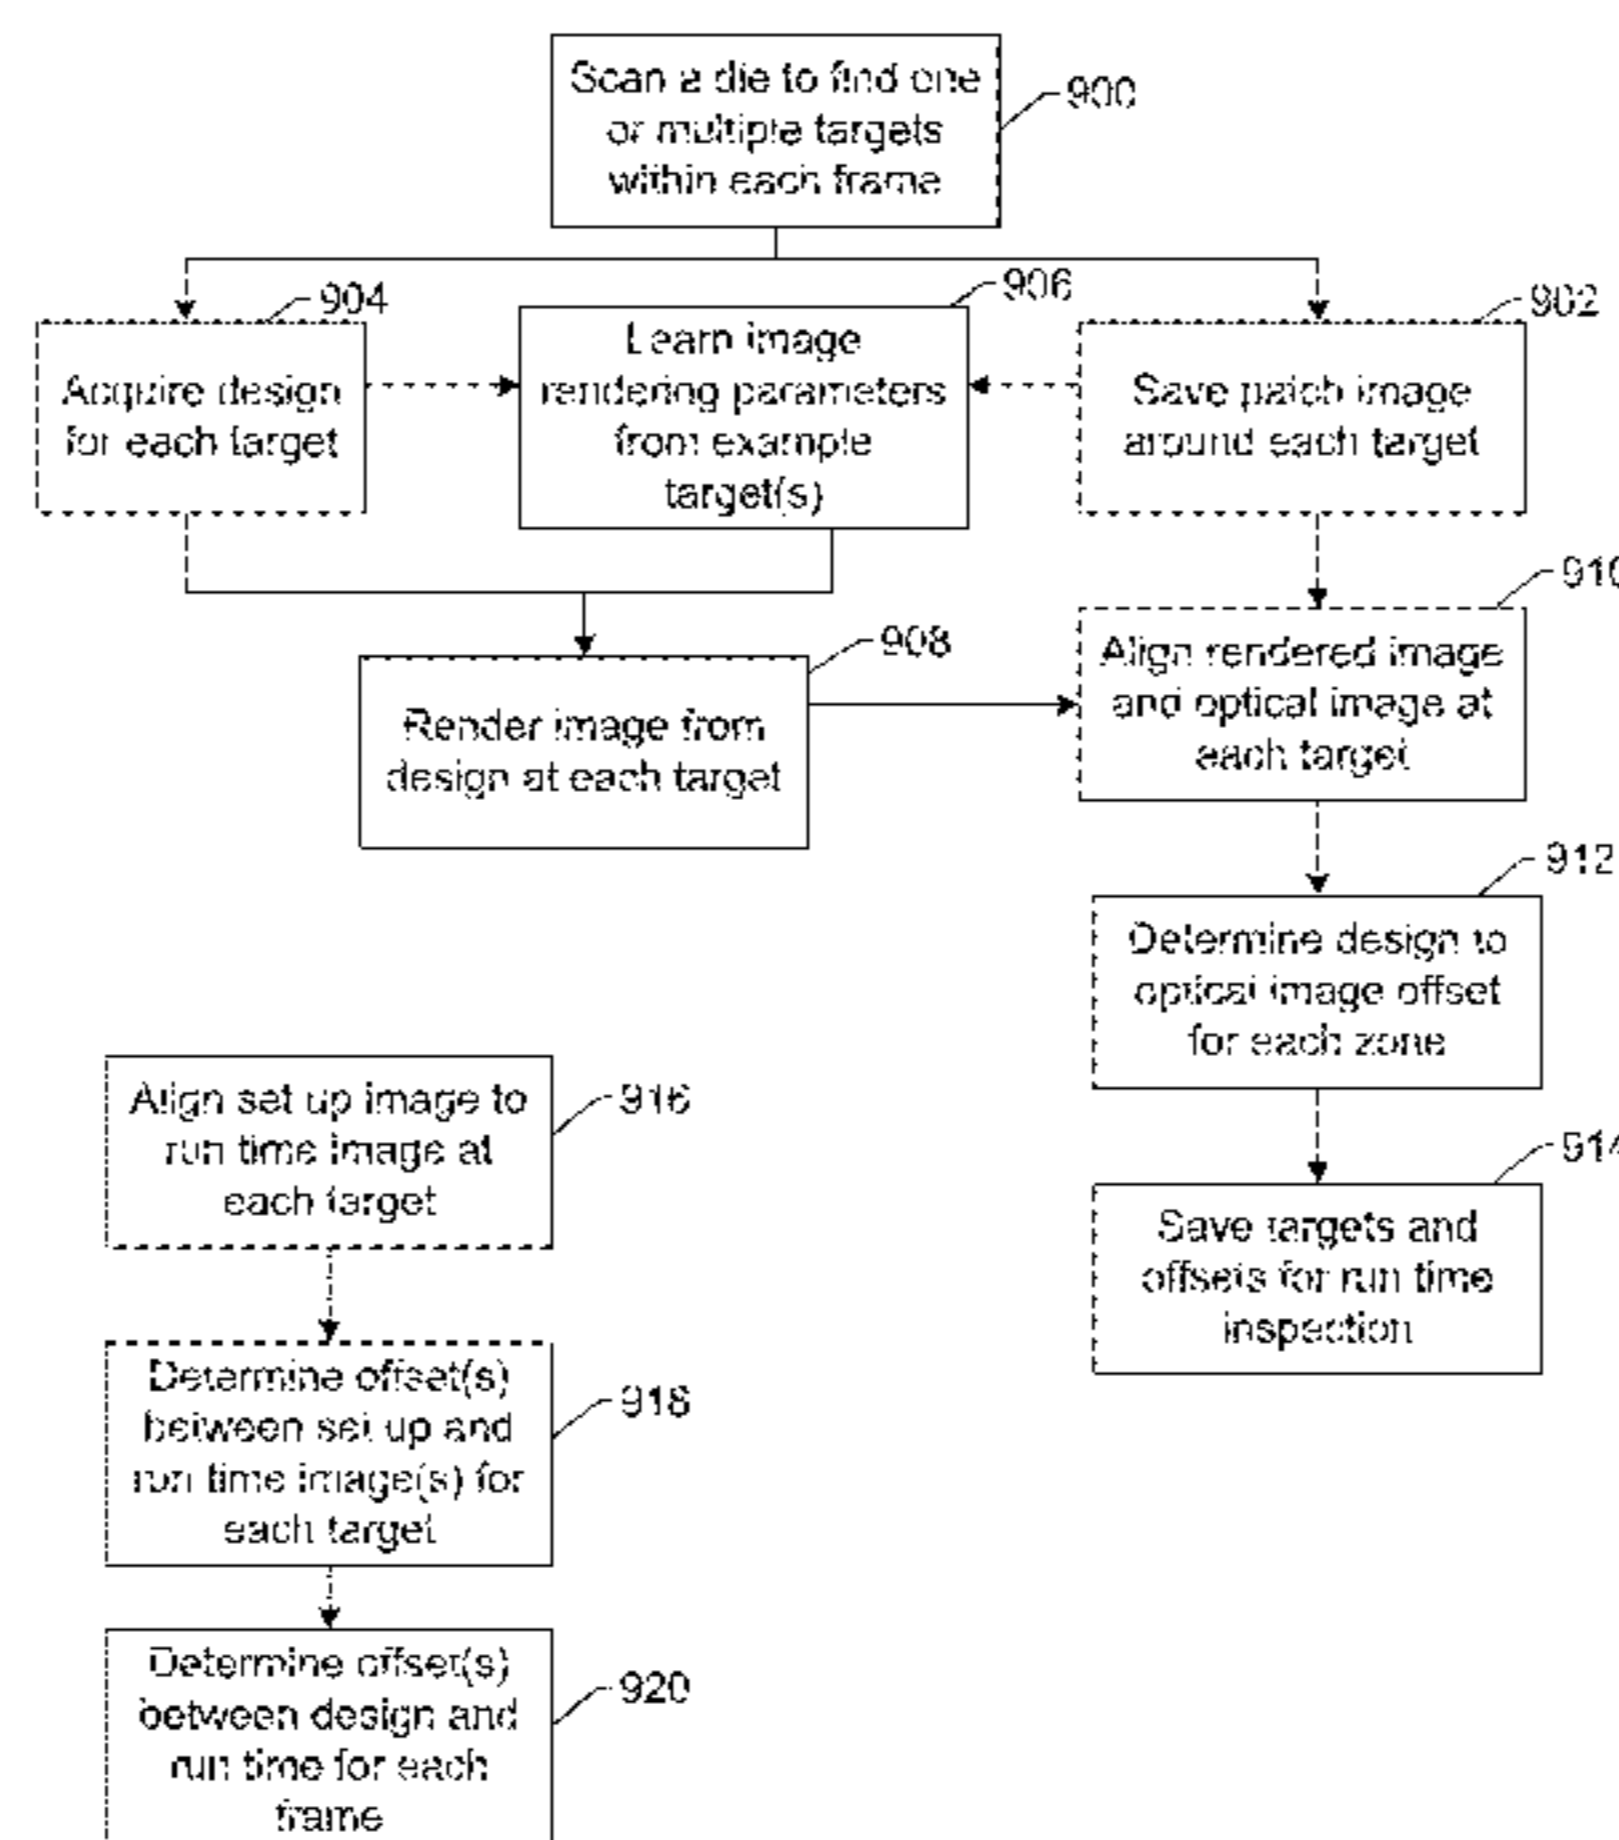 Scan a die to find one
or multiple targets
within each frame
900
904
Acquire design
for each target
906
Learn image
rendering parameters
from example
target(s)
902
Save patch image
around each target
908
Render image from
design at each target
910
Align rendered image
and optical image at
each target
912
Determine design to
optical image offset
for each zone
914
Save targets and
offsets for run time
inspection
916
Align set up image to
run time image at
each target
918
Determine offset(s)
between set up and
run time image(s) for
each target
920
Determine offset(s)
between design and
run time for each
frame